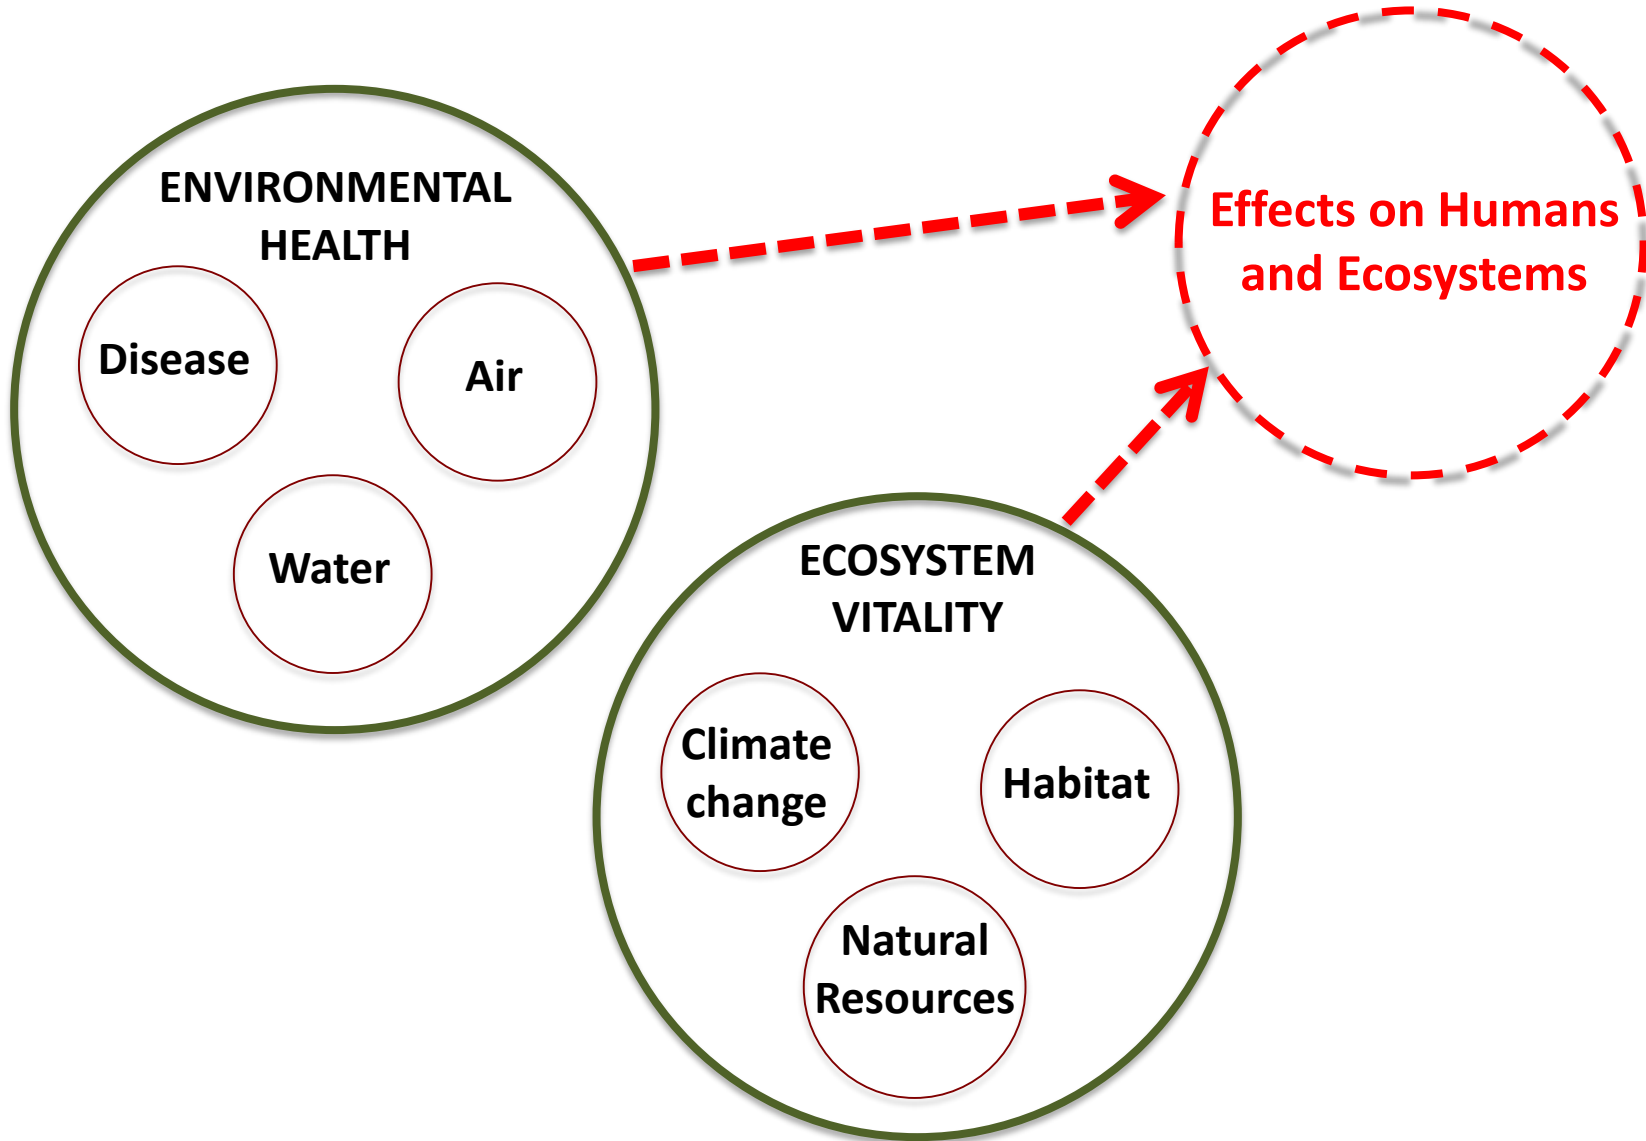 ENVIRONMENTAL
HEALTH
Disease
Air
Water
Effects on Humans
and Ecosystems
ECOSYSTEM
VITALITY
Climate
change
Habitat
Natural
Resources